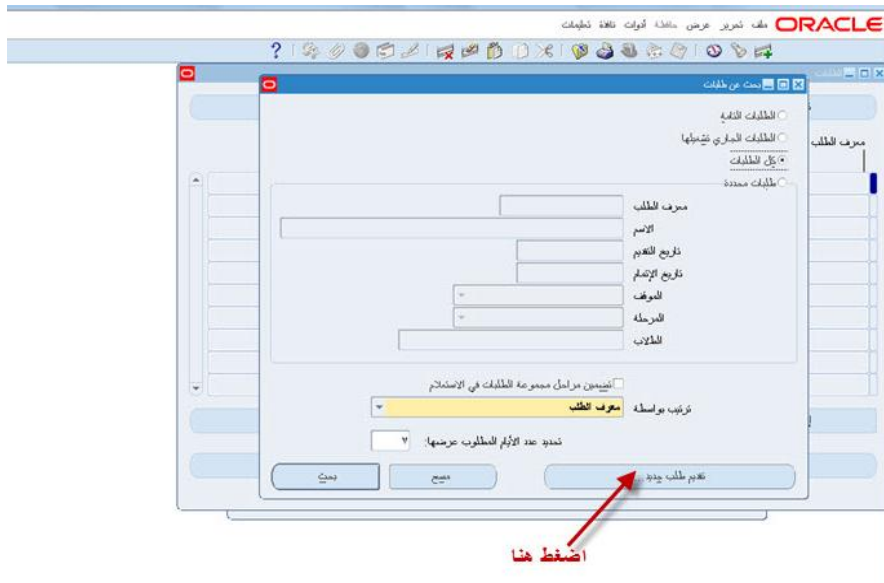 ORACLE ملف تحرير عرض حافظة أدوات نافذة تعليمات
بحث عن طلبات
الطلبات التامة
الطلبات الجاري تشغيلها
كل الطلبات
طلبات محددة
معرف الطلب
معرف الطلب
الاسم
تاريخ التقديم
تاريخ الإتمام
الموقف
المرحلة
الطلاب
تضمين مراحل مجموعة الطلبات في الاستعلام
ترتيب بواسطة معرف الطلب
تحديد عدد الأيام المطلوب عرضها: ٧
تقديم طلب جديد ... مسح بحث
اضغط هنا